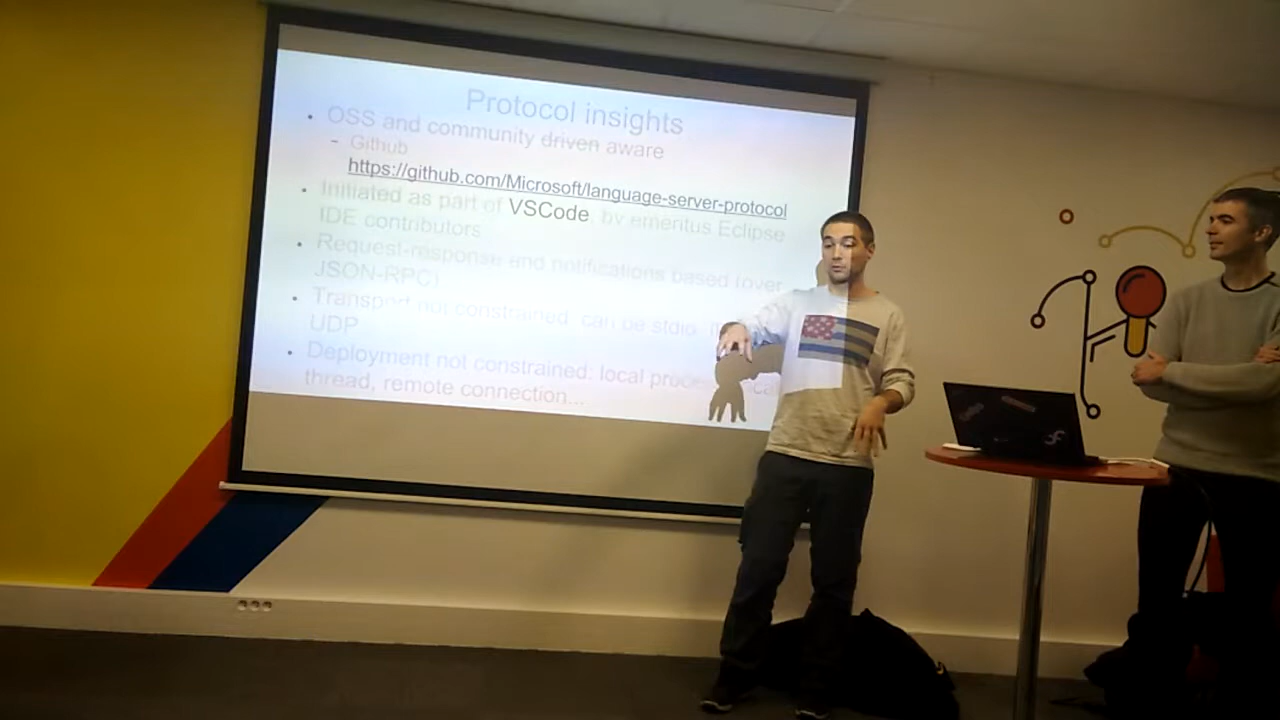 Protocol insights
• OSS and community driven aware
– Github
https://github.com/Microsoft/language-server-protocol
• Initiated as part of VSCode, by emeritus Eclipse
IDE contributors
• Request-response and notifications based (over
JSON-RPC)
• Transport not constrained: can be stdio,
UDP
• Deployment not constrained: local
thread, remote connection...